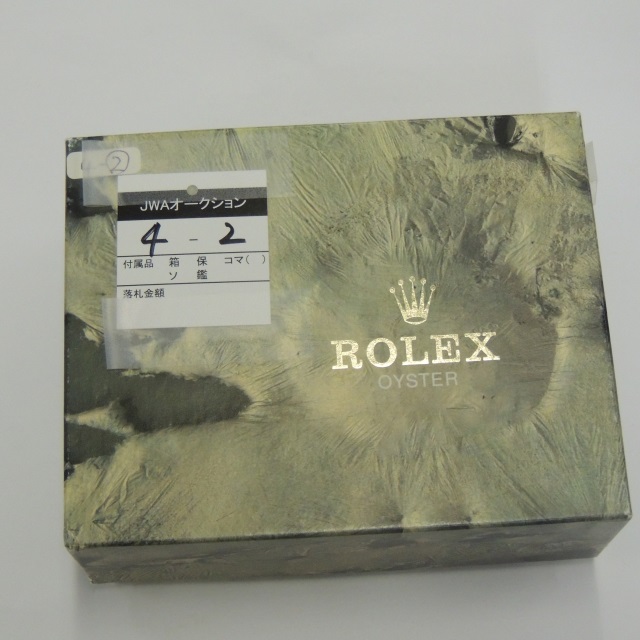 ②
JWAオークション
4 - 2
付属品 箱 保 コマ( )
ソ 鑑
落札金額
ROLEX
OYSTER